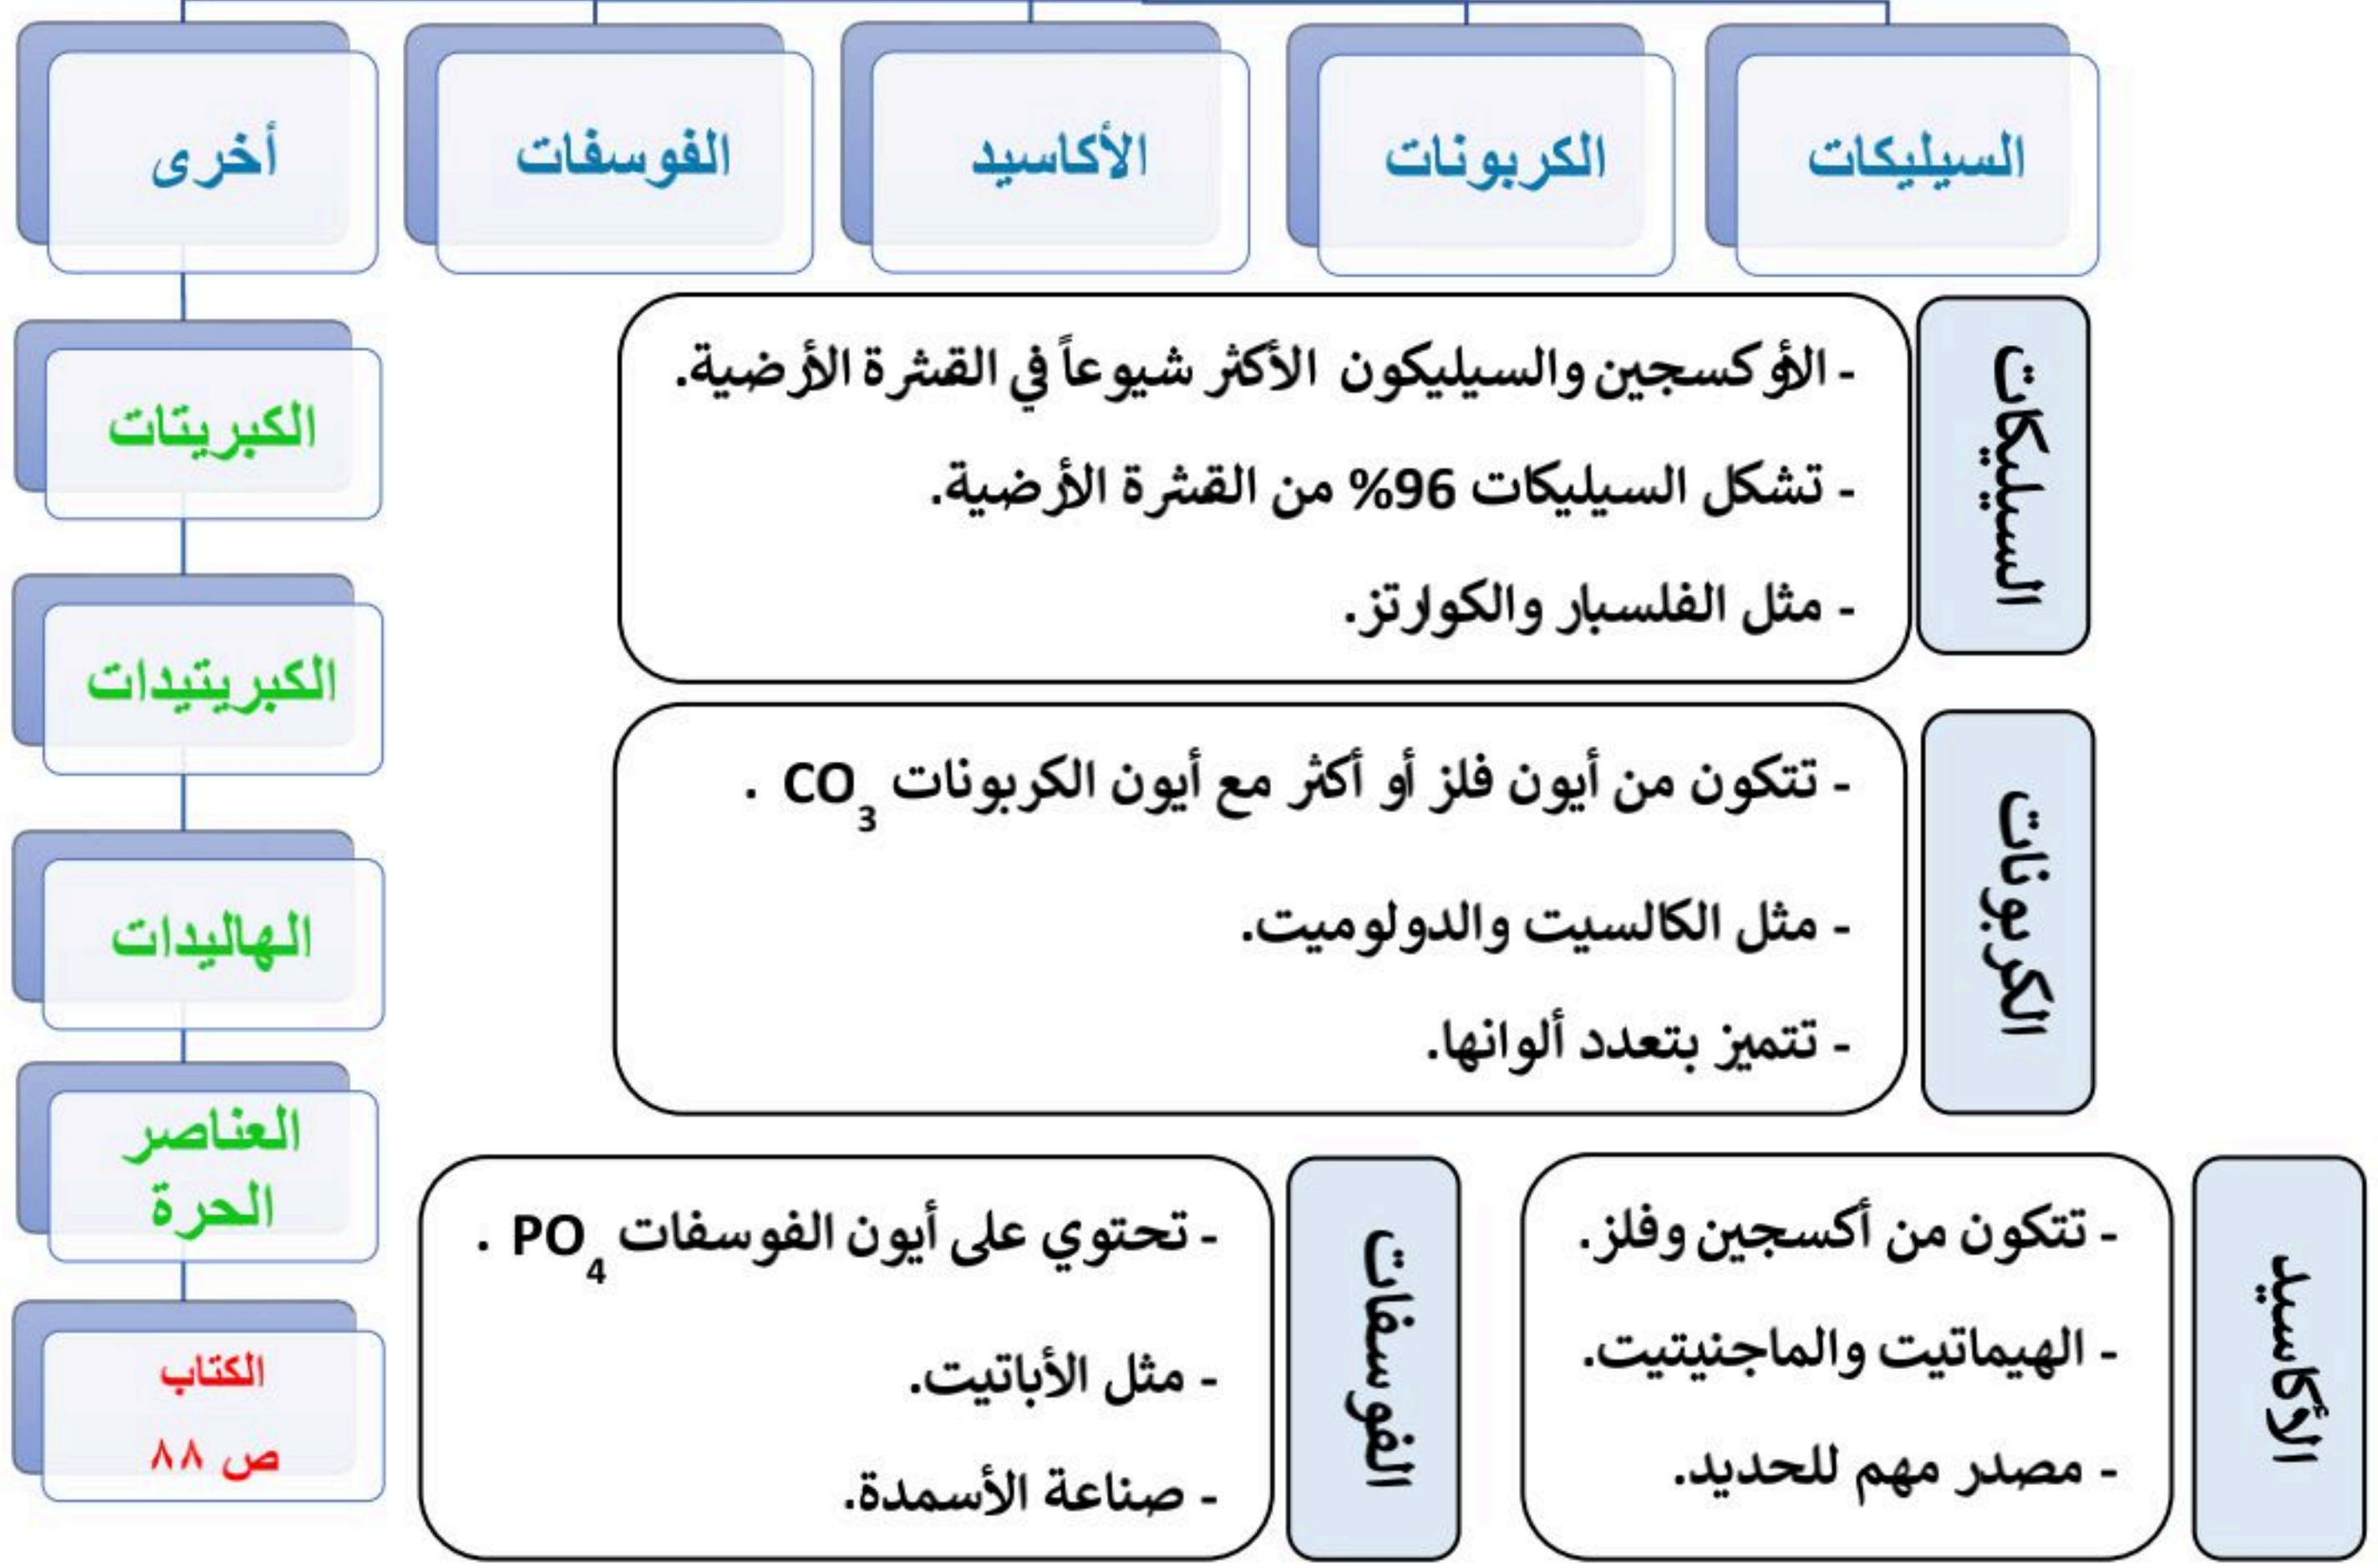 السيليكات
الكربونات
الأكاسيد
الفوسفات
أخرى
السيليكات
- الأوكسجين والسيليكون الأكثر شيوعاً في القشرة الأرضية.
- تشكل السيليكات 96% من القشرة الأرضية.
- مثل الفلسبار والكوارتز.
الكربونات
- تتكون من أيون فلز أو أكثر مع أيون الكربونات CO3 .
- مثل الكالسيت والدولوميت.
- تتميز بتعدد ألوانها.
الأكاسيد
- تتكون من أكسجين وفلز.
- الهيماتيت والماجنيتيت.
- مصدر مهم للحديد.
الفوسفات
- تحتوي على أيون الفوسفات PO4 .
- مثل الأباتيت.
- صناعة الأسمدة.
الكبريتات
الكبريتيدات
الهاليدات
العناصر
الحرة
الكتاب
ص ٨٨